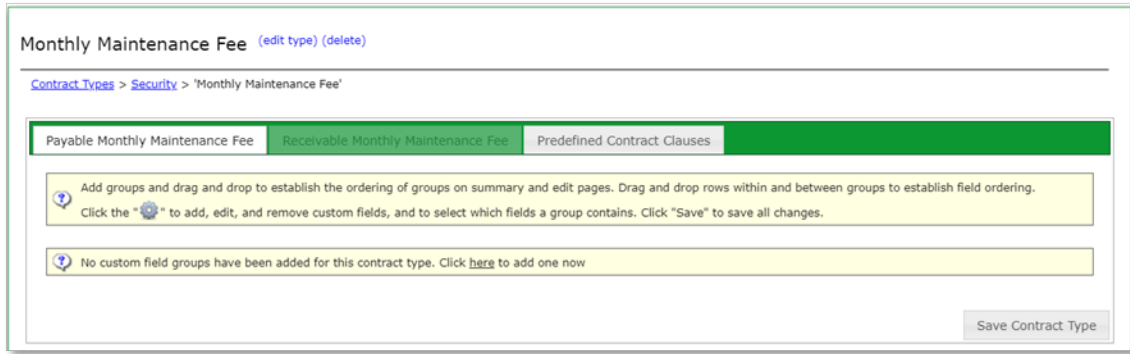 Monthly Maintenance Fee (edit type) (delete)
Contract Types > Security > 'Monthly Maintenance Fee'
Payable Monthly Maintenance Fee Receivable Monthly Maintenance Fee Predefined Contract Clauses
Add groups and drag and drop to establish the ordering of groups on summary and edit pages. Drag and drop rows within and between groups to establish field ordering.
Click the " " to add, edit, and remove custom fields, and to select which fields a group contains. Click "Save" to save all changes.
No custom field groups have been added for this contract type. Click here to add one now
Save Contract Type